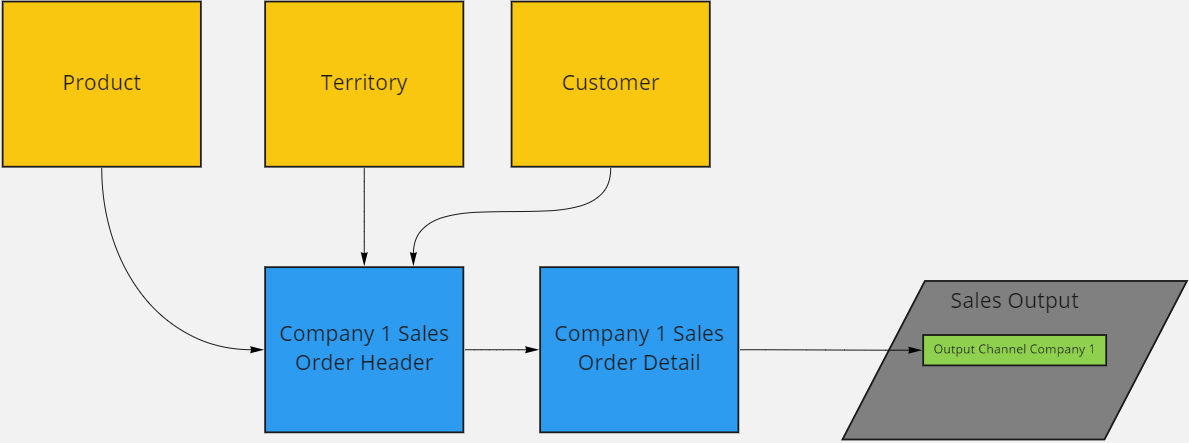 Product
Territory
Customer
Company 1 Sales
Order Header
Company 1 Sales
Order Detail
Sales Output
Output Channel Company 1